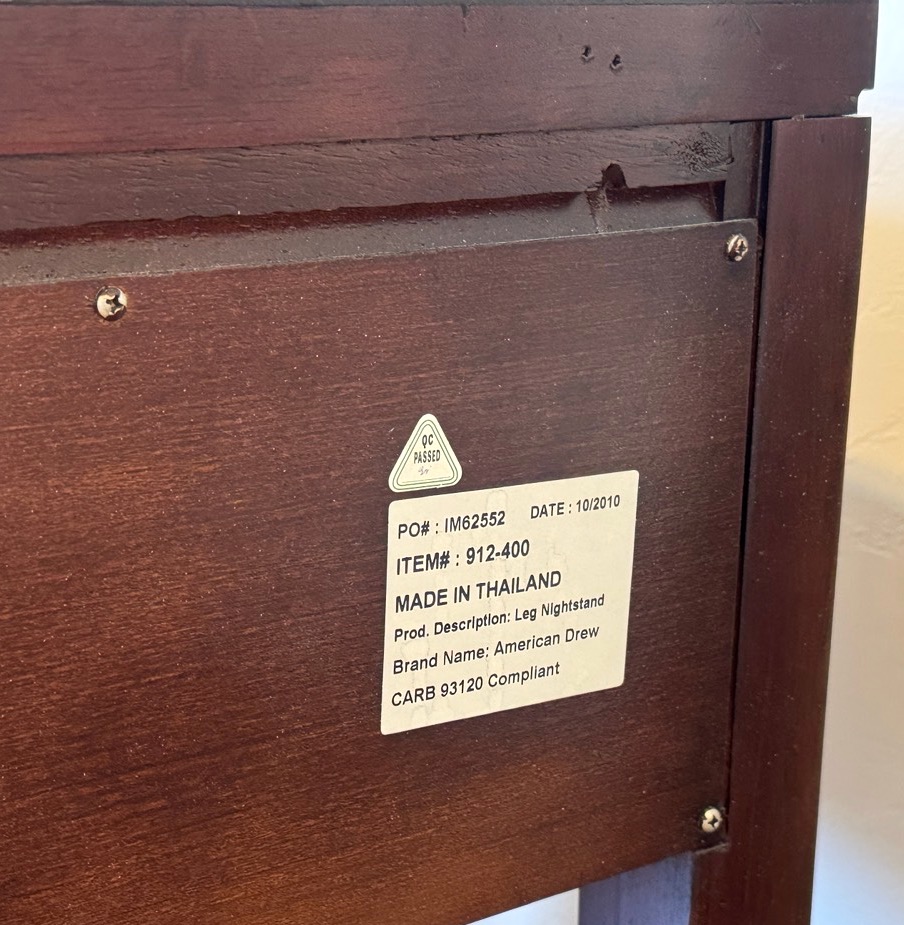 QC
PASSED
PO# : IM62552 DATE : 10/2010
ITEM# : 912-400
MADE IN THAILAND
Prod. Description: Leg Nightstand
Brand Name: American Drew
CARB 93120 Compliant